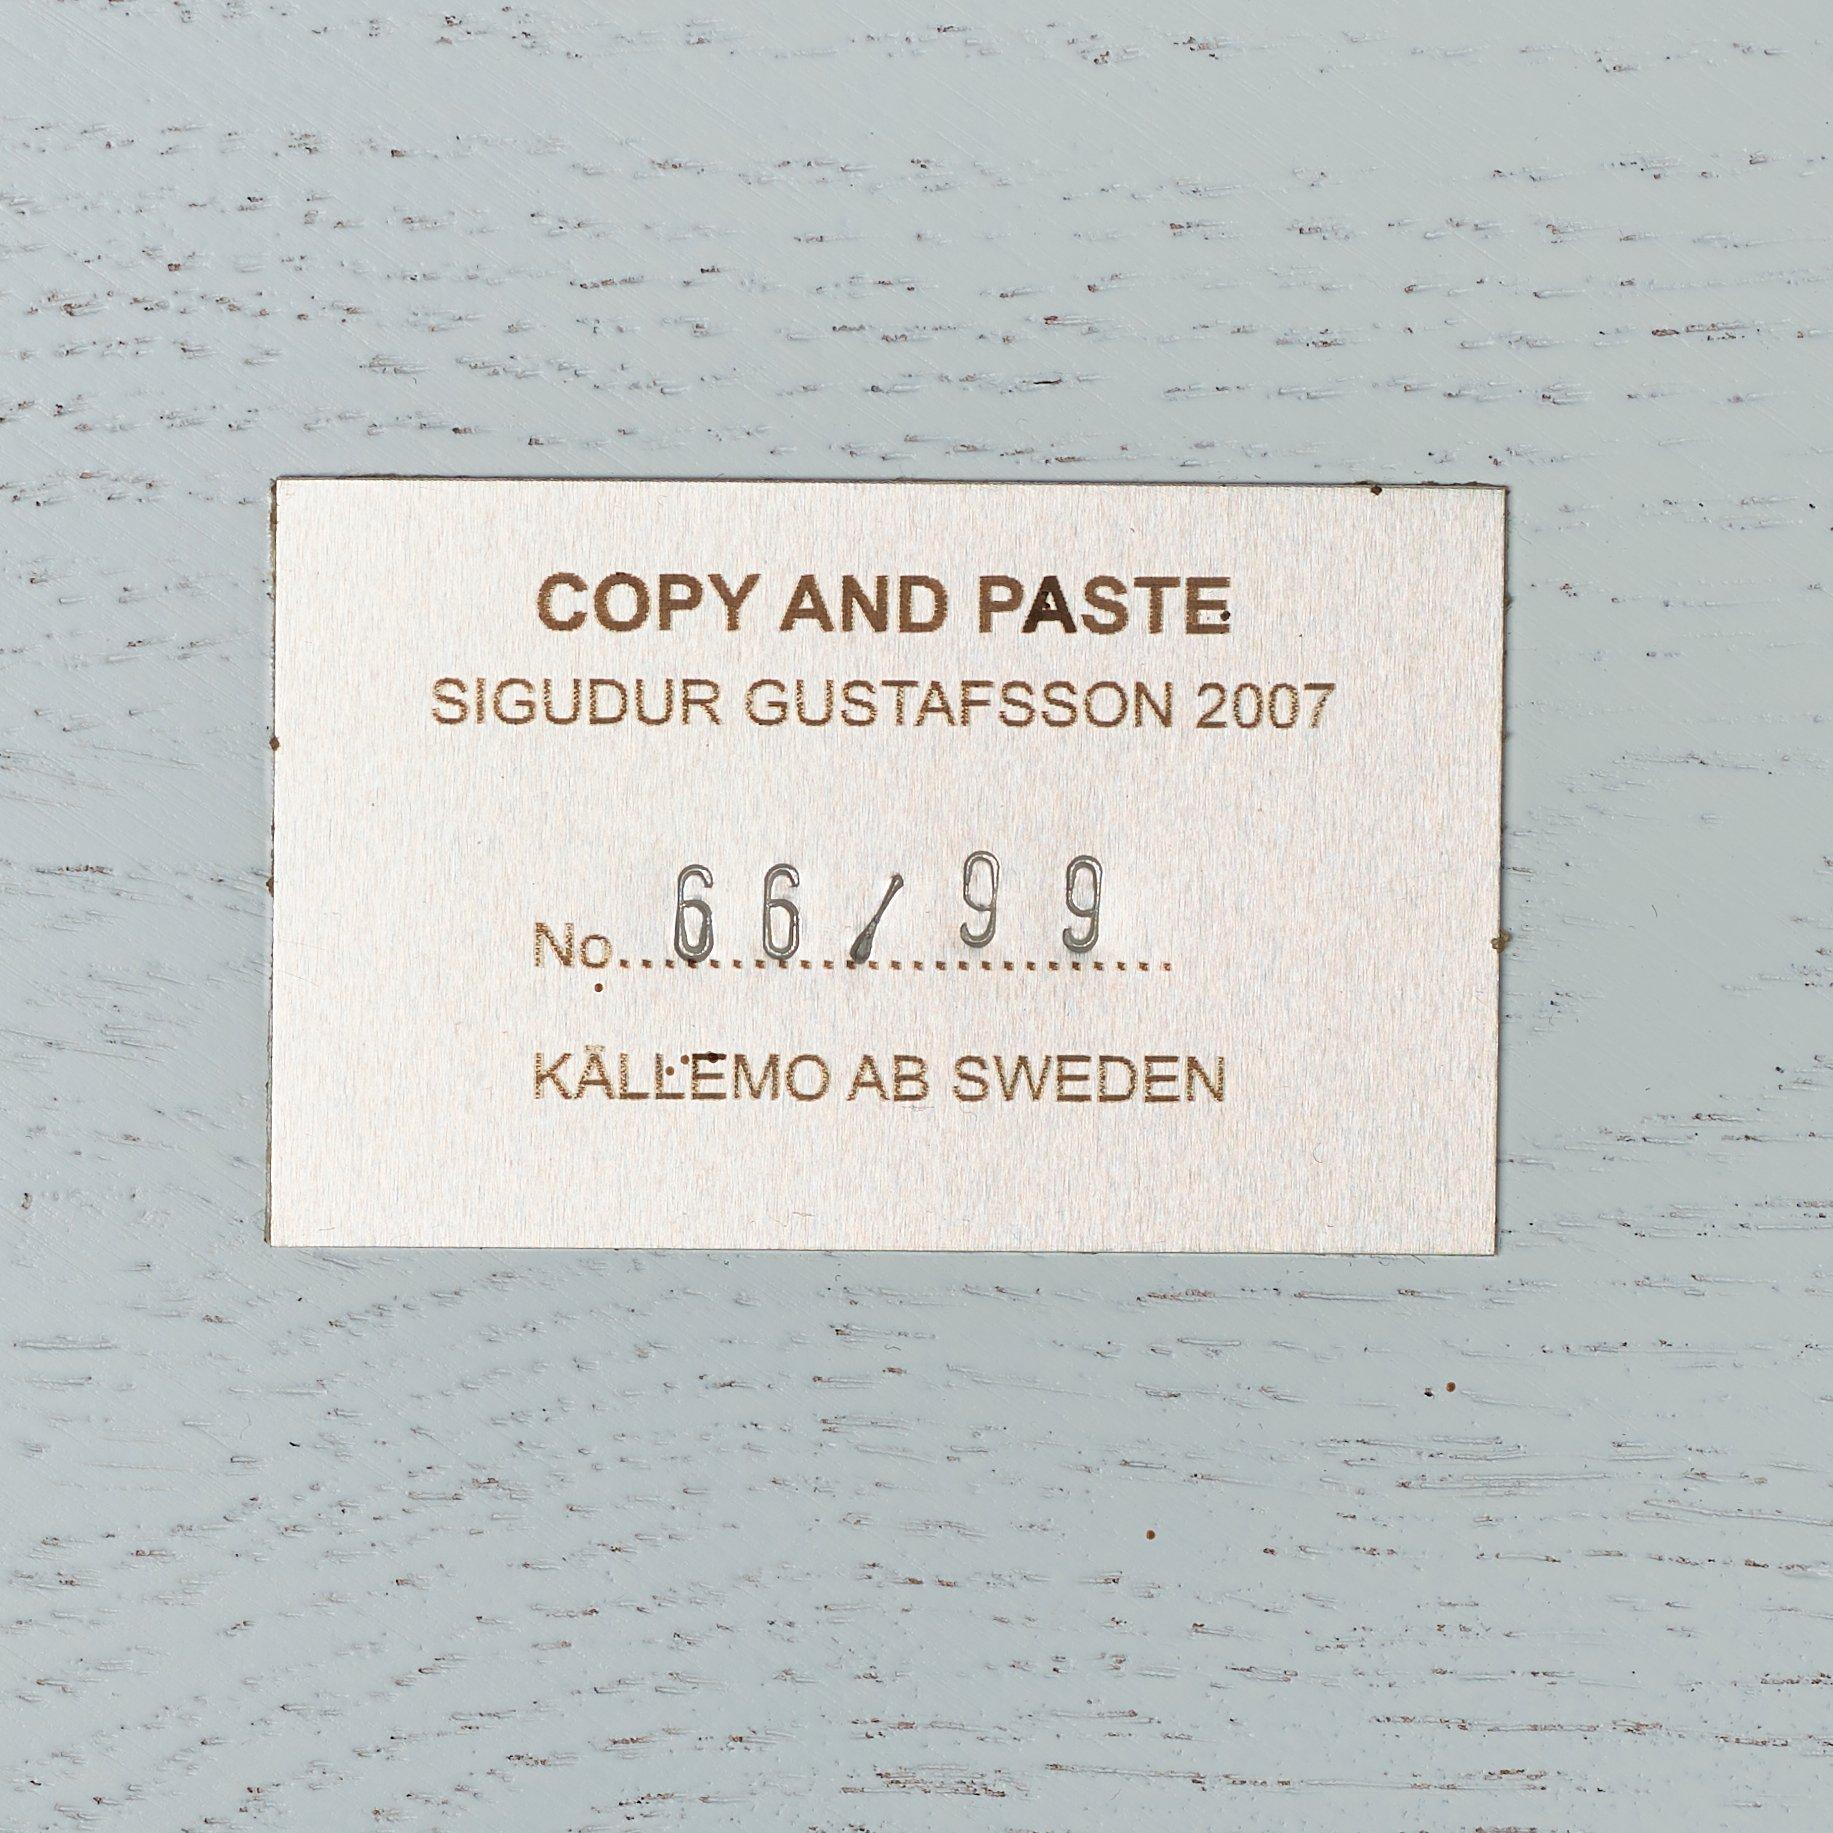 COPY AND PASTE
SIGUDUR GUSTAFSSON 2007
No........................ 66/99
KÄLLEMO AB SWEDEN